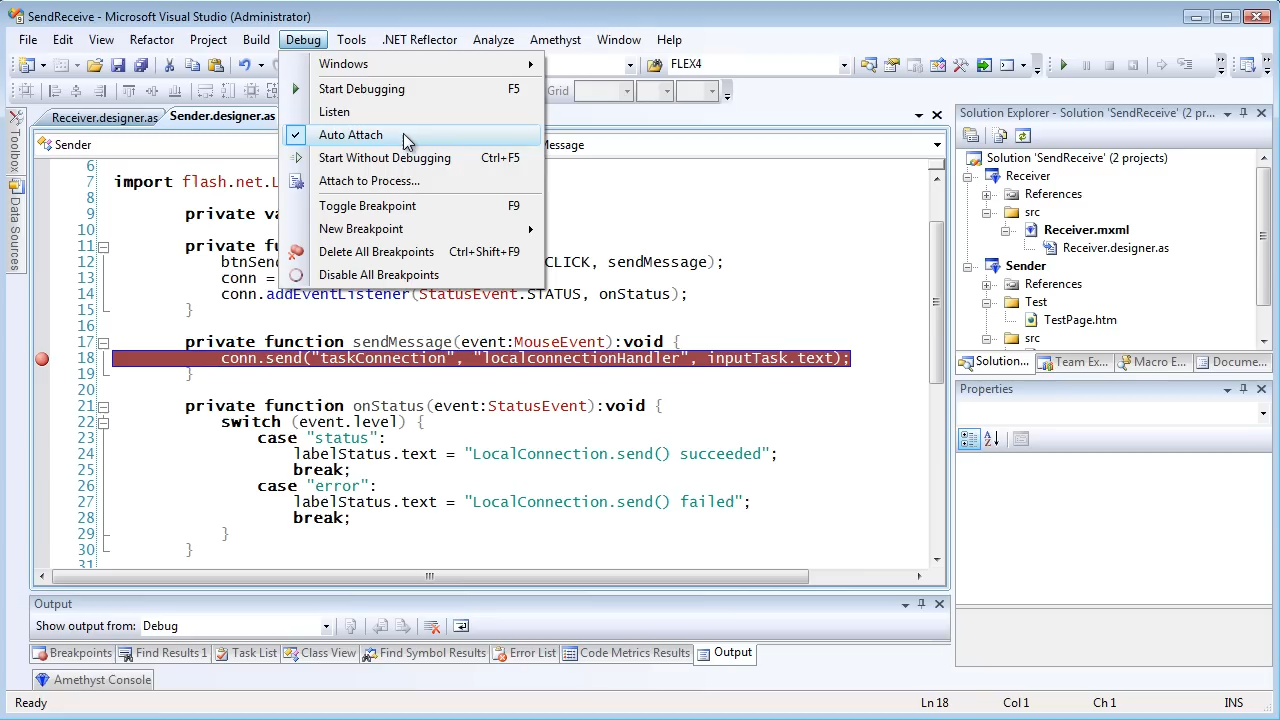 SendReceive - Microsoft Visual Studio (Administrator)
File Edit View Refactor Project Build Debug Tools .NET Reflector Analyze Amethyst Window Help
FLEX4
Grid
Windows
Start Debugging F5
Listen
Auto Attach
Start Without Debugging Ctrl+F5
Attach to Process...
Toggle Breakpoint F9
New Breakpoint
Delete All Breakpoints Ctrl+Shift+F9
Disable All Breakpoints
Toolbox
Data Sources
Receiver.designer.as Sender.designer.as
Sender
Message
6
7 import flash.net.L
8
9 private va
10
11 private fu
12 btnSen CLICK, sendMessage);
13 conn =
14 conn.addEventListener(StatusEvent.STATUS, onStatus);
15 }
16
17 private function sendMessage(event:MouseEvent):void {
18 conn.send("taskConnection", "localconnectionHandler", inputTask.text);
19 }
20
21 private function onStatus(event:StatusEvent):void {
22 switch (event.level) {
23 case "status":
24 labelStatus.text = "LocalConnection.send() succeeded";
25 break;
26 case "error":
27 labelStatus.text = "LocalConnection.send() failed";
28 break;
29 }
30 }
31
Solution Explorer - SendReceive (2 p...
Solution 'SendReceive' (2 projects)
Receiver
References
src
Receiver.mxml
Receiver.designer.as
Sender
References
Test
TestPage.htm
src
Solution... Team Ex... Macro E... Docume...
Properties
Output
Show output from: Debug
Breakpoints Find Results 1 Task List Class View Find Symbol Results Error List Code Metrics Results Output
Amethyst Console
Ready Ln 18 Col 1 Ch 1 INS